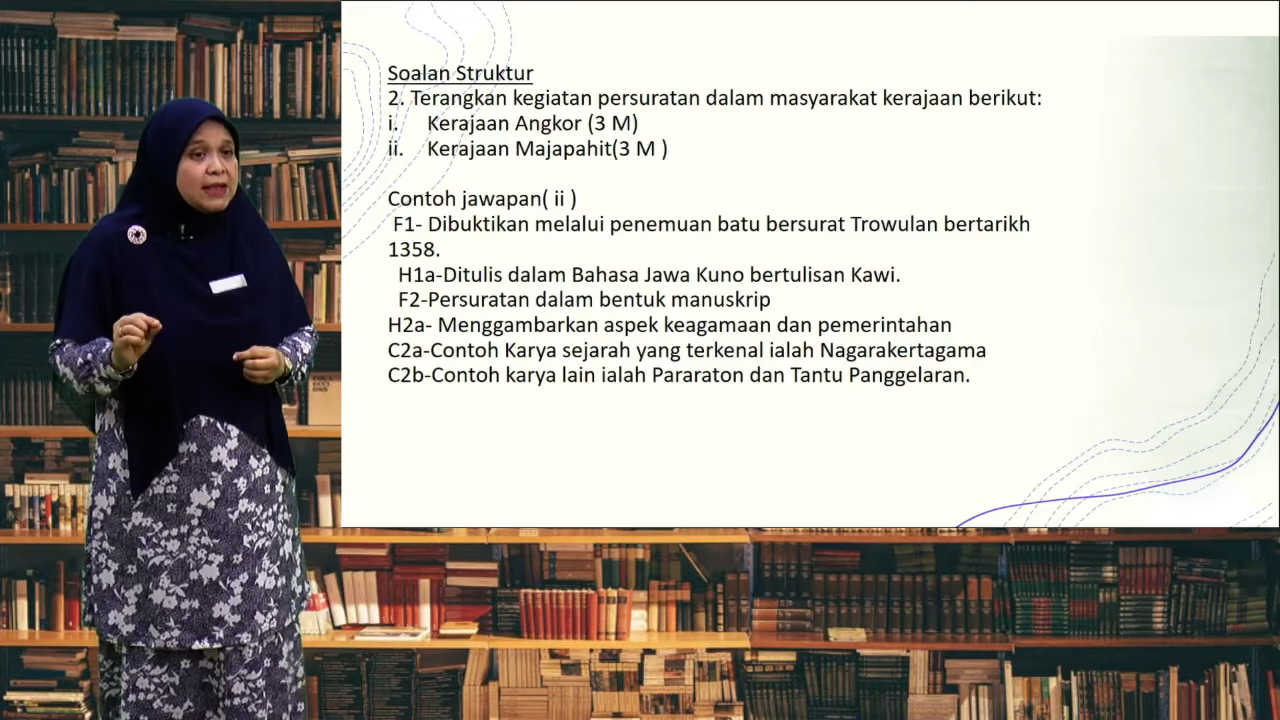 Soalan Struktur
2. Terangkan kegiatan persuratan dalam masyarakat kerajaan berikut:
i. Kerajaan Angkor (3 M)
ii. Kerajaan Majapahit(3 M )
Contoh jawapan( ii )
F1- Dibuktikan melalui penemuan batu bersurat Trowulan bertarikh
1358.
H1a-Ditulis dalam Bahasa Jawa Kuno bertulisan Kawi.
F2-Persuratan dalam bentuk manuskrip
H2a- Menggambarkan aspek keagamaan dan pemerintahan
C2a-Contoh Karya sejarah yang terkenal ialah Nagarakertagama
C2b-Contoh karya lain ialah Pararaton dan Tantu Panggelaran.